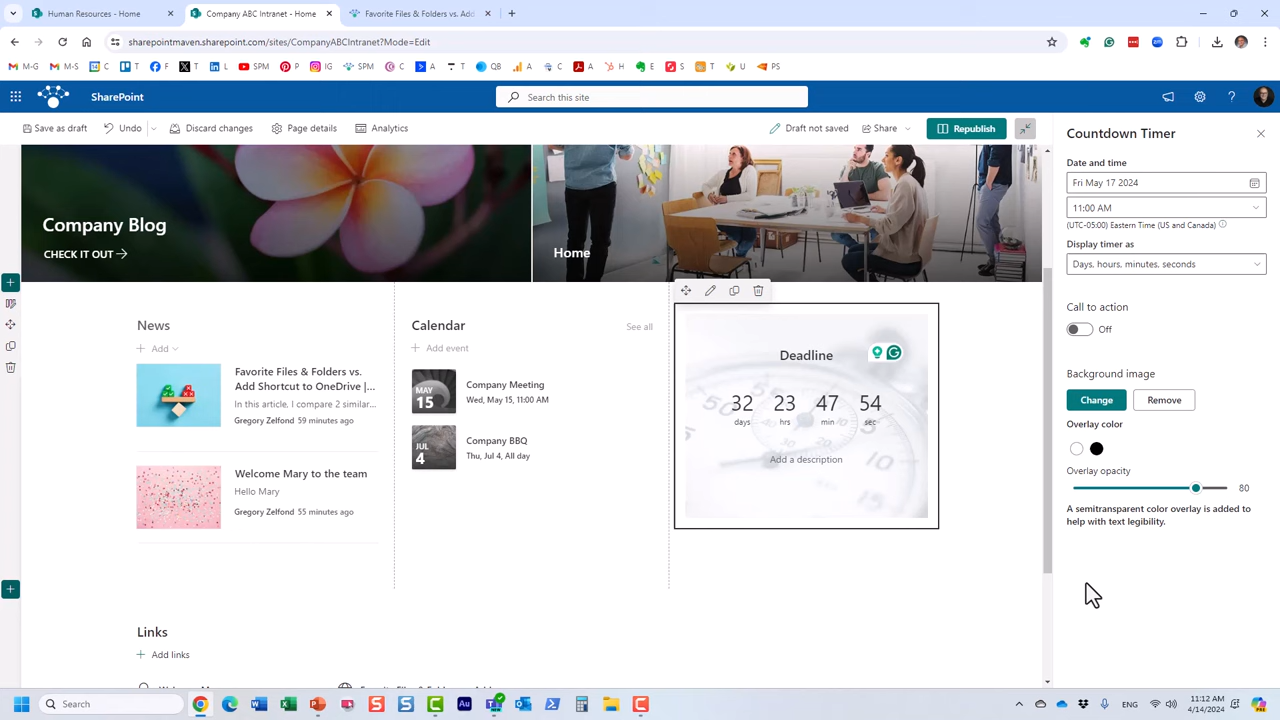 Human Resources - Home
Company ABC Intranet - Home
Favorite Files & Folders vs. Add
sharepointmaven.sharepoint.com/sites/CompanyABCIntranet?Mode=Edit
M-G M-S C T F T L SPM P IG SPM C A T QB A C A H E S T U PS
SharePoint
Search this site
Save as draft Undo Discard changes Page details Analytics Draft not saved Share Republish
Company Blog
CHECK IT OUT
Home
News
Add
Favorite Files & Folders vs.
Add Shortcut to OneDrive |...
In this article, I compare 2 similar...
Gregory Zelfond 59 minutes ago
Welcome Mary to the team
Hello Mary
Gregory Zelfond 55 minutes ago
Calendar
See all
Add event
MAY
15
Company Meeting
Wed, May 15, 11:00 AM
JUL
4
Company BBQ
Thu, Jul 4, All day
Deadline
32 23 47 54
days hrs min sec
Add a description
Links
Add links
Countdown Timer
Date and time
Fri May 17 2024
11:00 AM
(UTC-05:00) Eastern Time (US and Canada)
Display timer as
Days, hours, minutes, seconds
Call to action
Off
Background image
Change Remove
Overlay color
Overlay opacity
80
A semitransparent color overlay is added to
help with text legibility.
Search
11:12 AM
4/14/2024